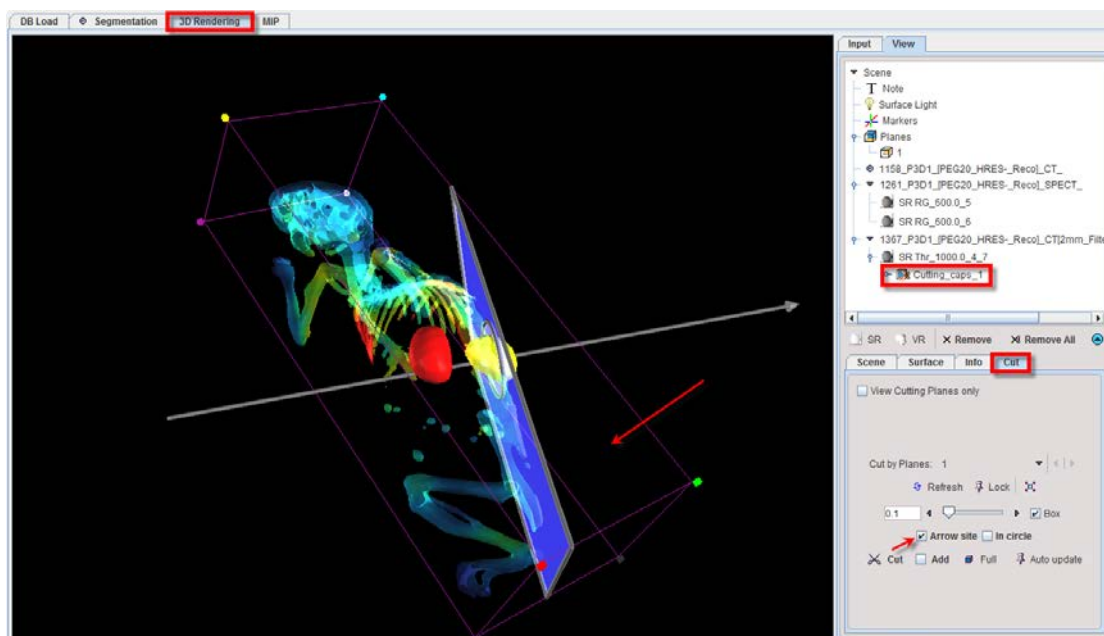 DB Load Segmentation 3D Rendering MIP
Input View
Scene
Note
Surface Light
Markers
Planes
1
1158_P3D1_[PEG20_HRES-_Reco]_CT_
1261_P3D1_[PEG20_HRES-_Reco]_SPECT_
SR RG_600.0_5
SR RG_600.0_6
1367_P3D1_[PEG20_HRES-_Reco]_CT[2mm_Filte
SR Thr_1000.0_4_7
Cutting_caps_1
SR VR Remove Remove All
Scene Surface Info Cut
View Cutting Planes only
Cut by Planes: 1
Refresh Lock
0.1 Box
Arrow site In circle
Cut Add Full Auto update